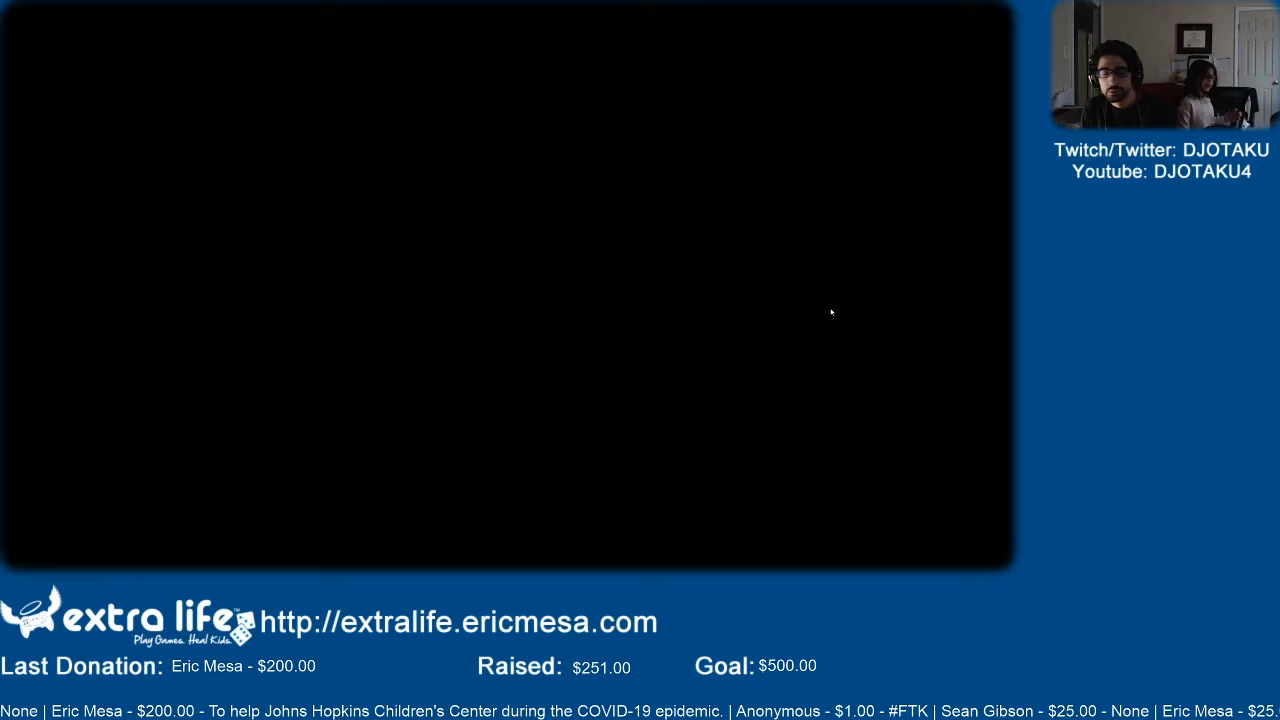 Twitch/Twitter: DJOTAKU
Youtube: DJOTAKU4
extra life
Play Games. Heal Kids.
http://extralife.ericmesa.com
Last Donation: Eric Mesa - $200.00
Raised: $251.00
Goal: $500.00
None | Eric Mesa - $200.00 - To help Johns Hopkins Children's Center during the COVID-19 epidemic. | Anonymous - $1.00 - #FTK | Sean Gibson - $25.00 - None | Eric Mesa - $25.